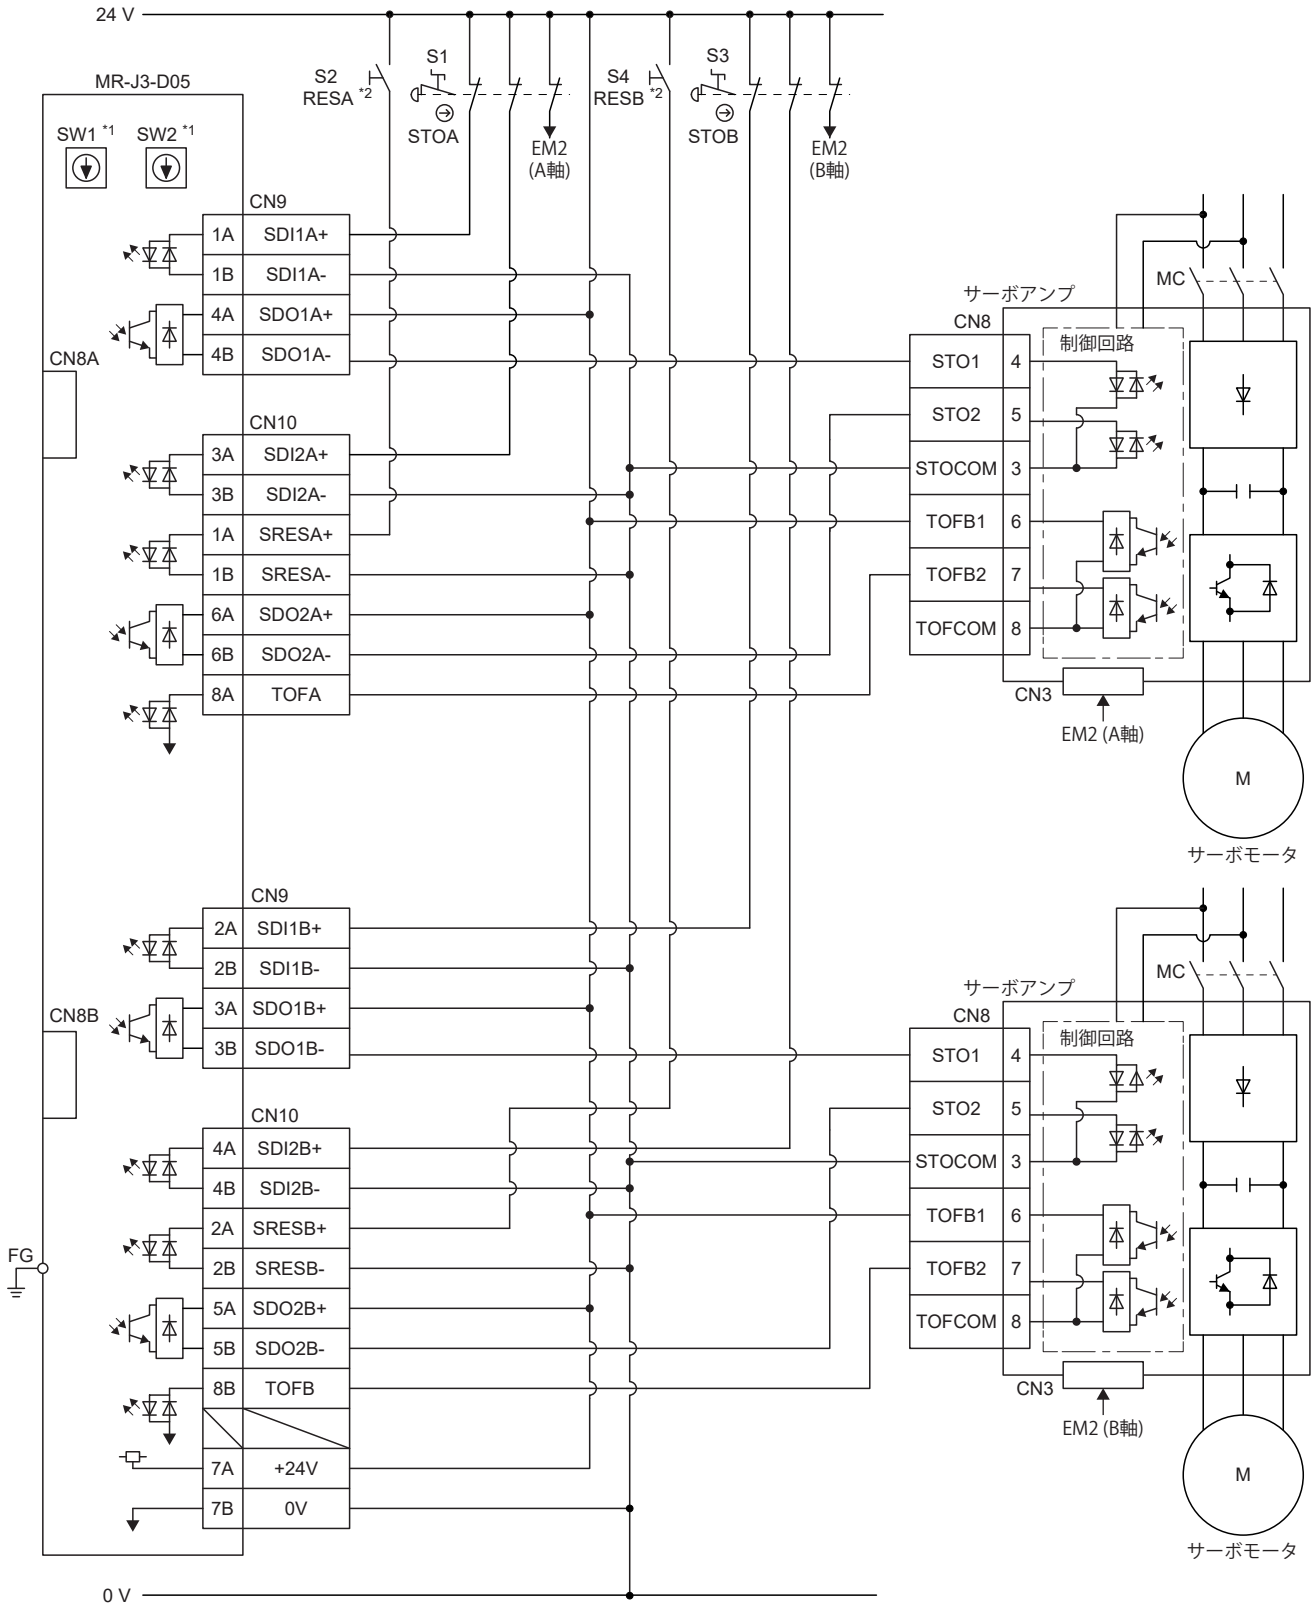 24 V
MR-J3-D05
SW1 *1
SW2 *1
S2
RESA *2
S1
STOA
EM2
(A軸)
S4
RESB *2
S3
STOB
EM2
(B軸)
CN8A
CN9
1A SDI1A+
1B SDI1A-
4A SDO1A+
4B SDO1A-
CN10
3A SDI2A+
3B SDI2A-
1A SRESA+
1B SRESA-
6A SDO2A+
6B SDO2A-
8A TOFA
MC
サーボアンプ
CN8
制御回路
STO1 4
STO2 5
STOCOM 3
TOFB1 6
TOFB2 7
TOFCOM 8
CN3
EM2 (A軸)
M
サーボモータ
CN8B
CN9
2A SDI1B+
2B SDI1B-
3A SDO1B+
3B SDO1B-
CN10
4A SDI2B+
4B SDI2B-
2A SRESB+
2B SRESB-
5A SDO2B+
5B SDO2B-
8B TOFB
7A +24V
7B 0V
FG
MC
サーボアンプ
CN8
制御回路
STO1 4
STO2 5
STOCOM 3
TOFB1 6
TOFB2 7
TOFCOM 8
CN3
EM2 (B軸)
M
サーボモータ
0 V